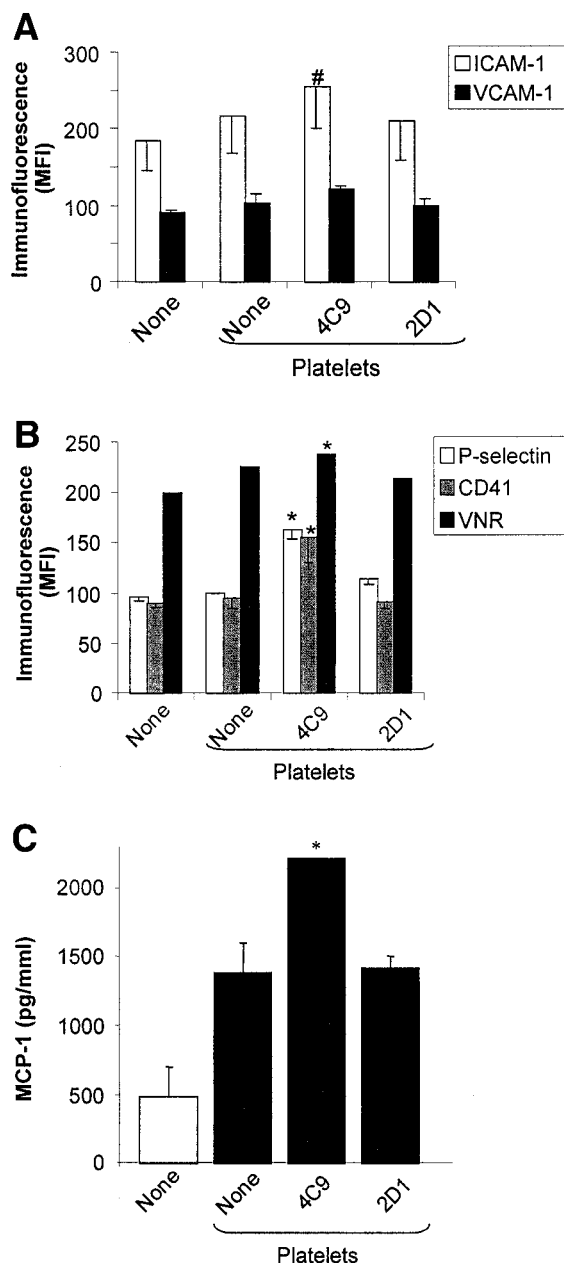 A
300
200
100
0
Immunofluorescence
(MFI)
#
ICAM-1
VCAM-1
None
None
4C9
2D1
Platelets
B
250
200
150
100
50
0
Immunofluorescence
(MFI)
*
*
*
P-selectin
CD41
VNR
None
None
4C9
2D1
Platelets
C
2000
1500
1000
500
0
MCP-1 (pg/mml)
*
None
None
4C9
2D1
Platelets